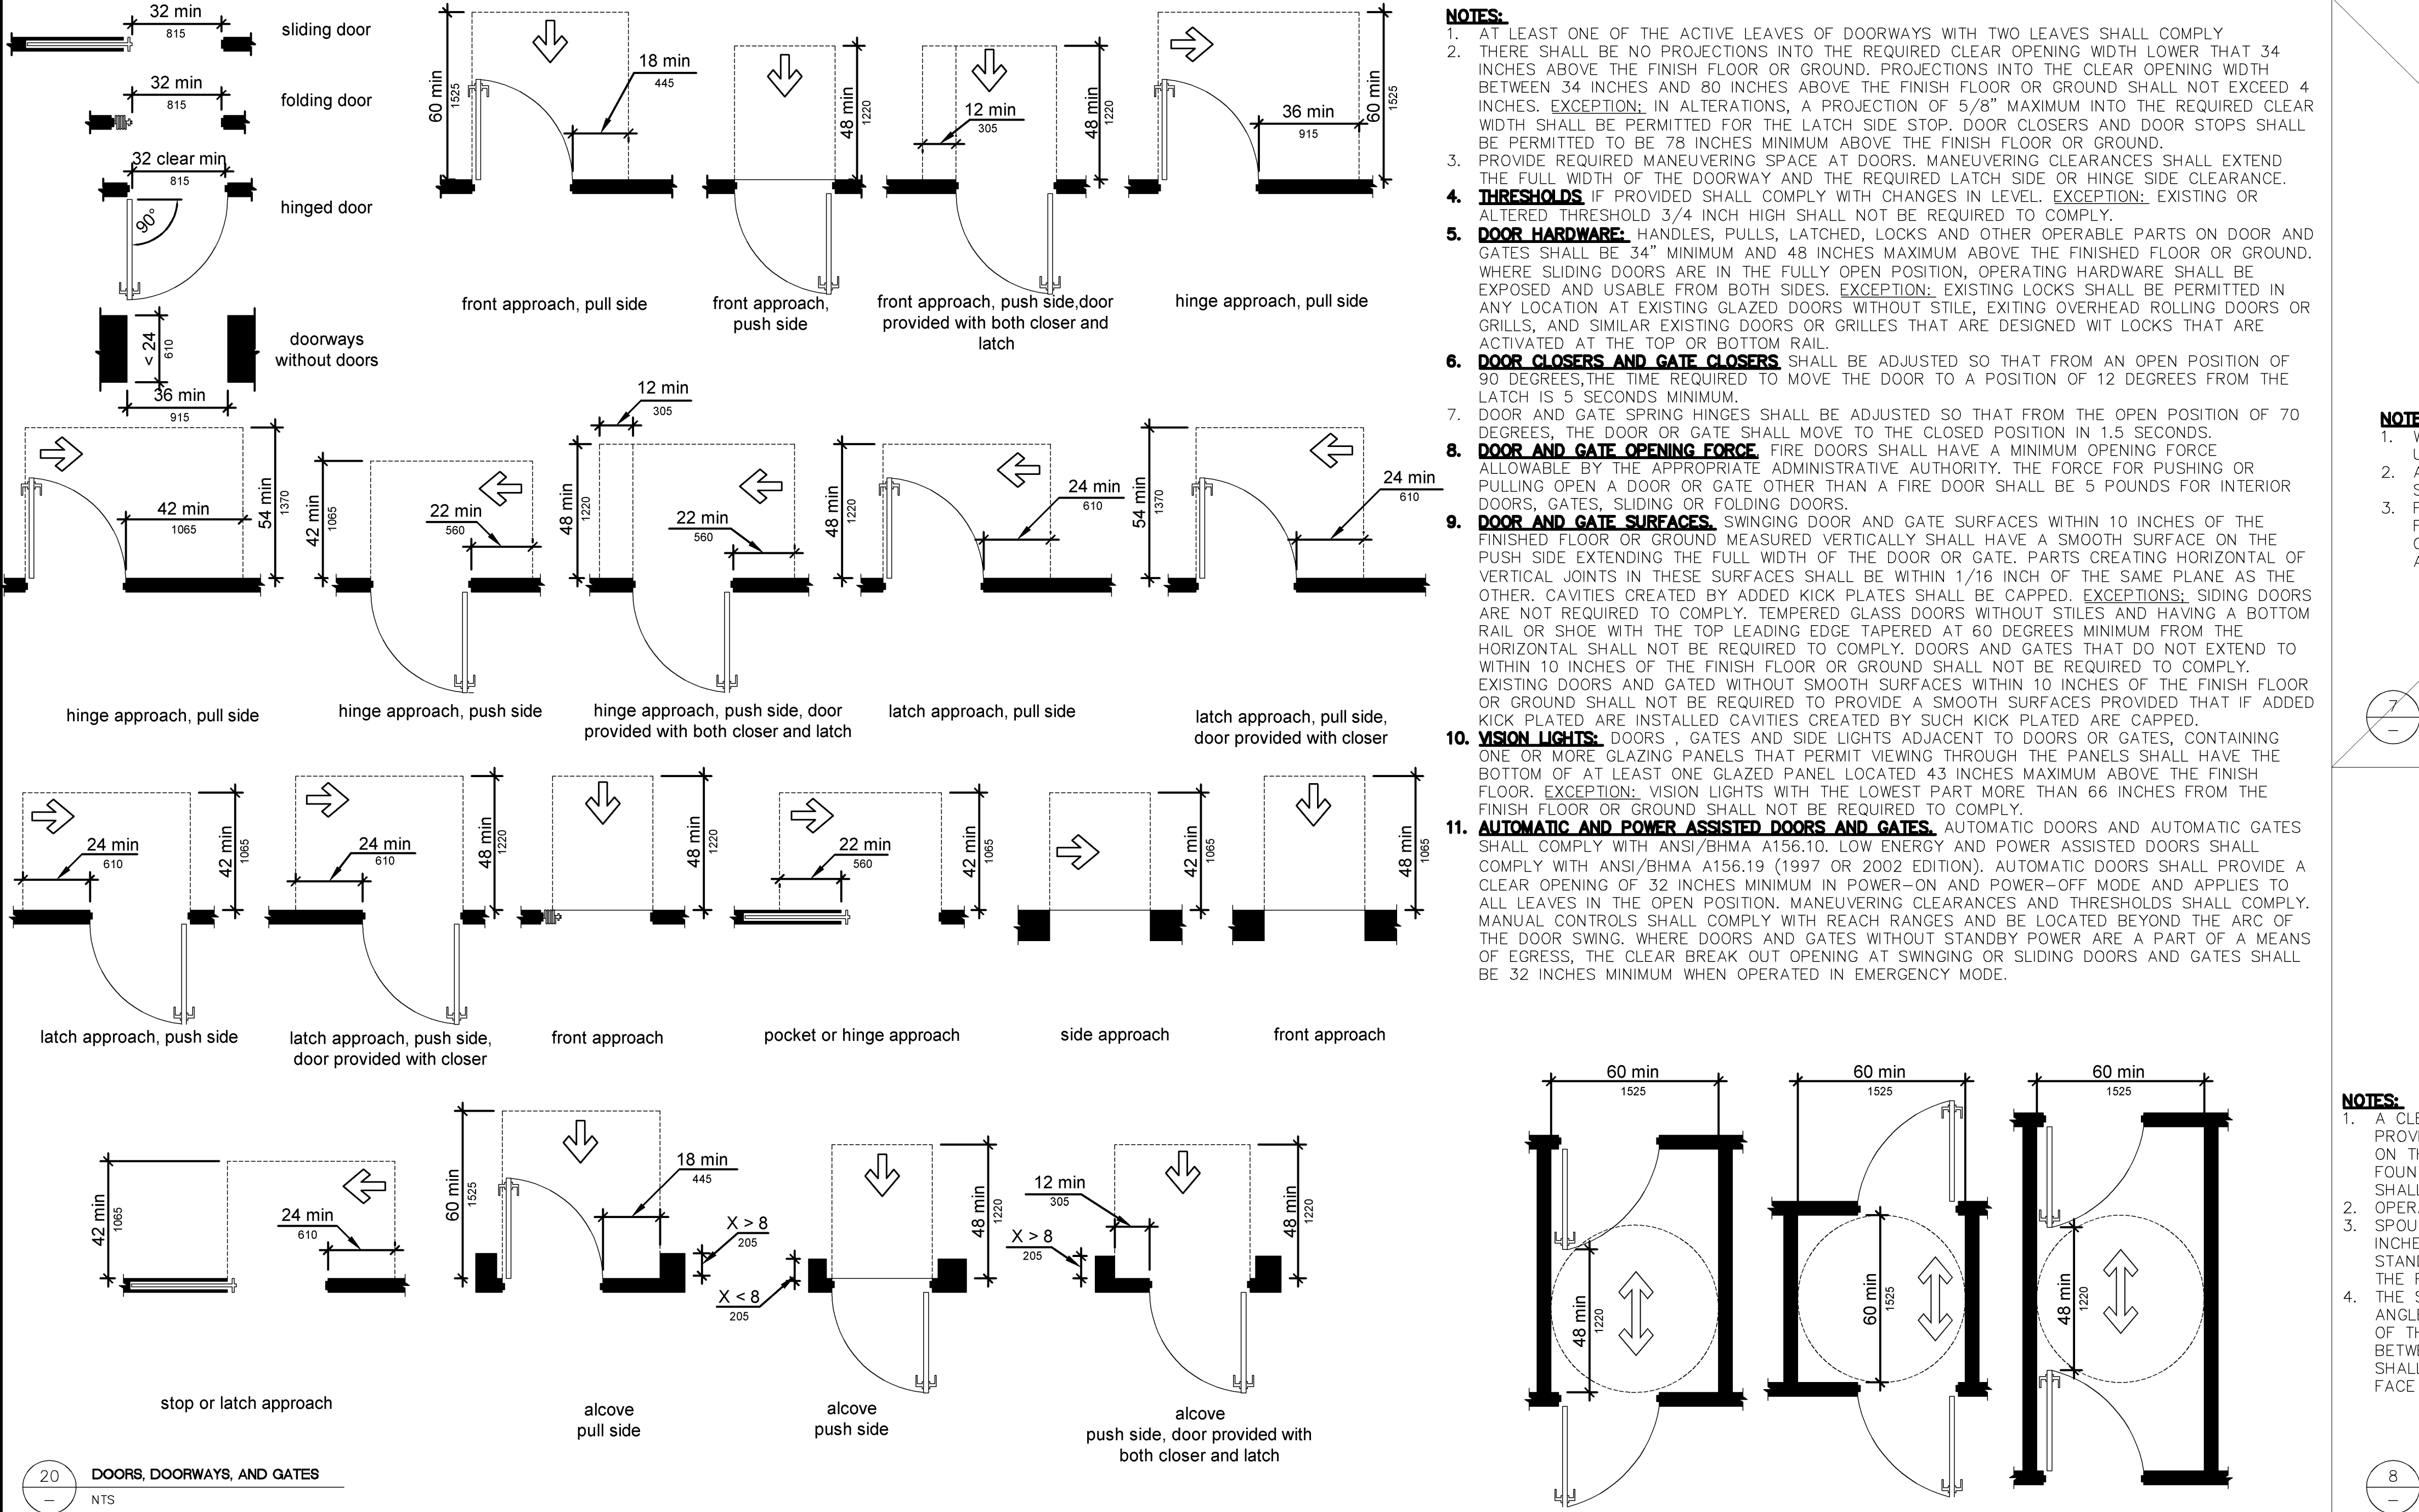 32 min
815
sliding door
32 min
815
folding door
32 clear min
815
90°
hinged door
< 24
610
36 min
915
doorways
without doors
60 min
1525
18 min
445
front approach, pull side
48 min
1220
front approach,
push side
12 min
305
48 min
1220
front approach, push side,door
provided with both closer and
latch
36 min
915
60 min
1525
hinge approach, pull side
42 min
1065
54 min
1370
hinge approach, pull side
42 min
1065
22 min
560
hinge approach, push side
12 min
305
48 min
1220
22 min
560
hinge approach, push side, door
provided with both closer and latch
48 min
1220
24 min
610
latch approach, pull side
54 min
1370
24 min
610
latch approach, pull side,
door provided with closer
24 min
610
42 min
1065
latch approach, push side
24 min
610
48 min
1220
latch approach, push side,
door provided with closer
48 min
1220
front approach
22 min
560
42 min
1065
pocket or hinge approach
42 min
1065
side approach
48 min
1065
front approach
42 min
1065
24 min
610
stop or latch approach
60 min
1525
18 min
445
X > 8
205
alcove
pull side
X < 8
205
48 min
1220
alcove
push side
12 min
305
X > 8
205
48 min
1220
alcove
push side, door provided with
both closer and latch
20
–
DOORS, DOORWAYS, AND GATES
NTS
NOTES:
1. AT LEAST ONE OF THE ACTIVE LEAVES OF DOORWAYS WITH TWO LEAVES SHALL COMPLY
2. THERE SHALL BE NO PROJECTIONS INTO THE REQUIRED CLEAR OPENING WIDTH LOWER THAT 34
INCHES ABOVE THE FINISH FLOOR OR GROUND. PROJECTIONS INTO THE CLEAR OPENING WIDTH
BETWEEN 34 INCHES AND 80 INCHES ABOVE THE FINISH FLOOR OR GROUND SHALL NOT EXCEED 4
INCHES. EXCEPTION; IN ALTERATIONS, A PROJECTION OF 5/8" MAXIMUM INTO THE REQUIRED CLEAR
WIDTH SHALL BE PERMITTED FOR THE LATCH SIDE STOP. DOOR CLOSERS AND DOOR STOPS SHALL
BE PERMITTED TO BE 78 INCHES MINIMUM ABOVE THE FINISH FLOOR OR GROUND.
3. PROVIDE REQUIRED MANEUVERING SPACE AT DOORS. MANEUVERING CLEARANCES SHALL EXTEND
THE FULL WIDTH OF THE DOORWAY AND THE REQUIRED LATCH SIDE OR HINGE SIDE CLEARANCE.
4. THRESHOLDS IF PROVIDED SHALL COMPLY WITH CHANGES IN LEVEL. EXCEPTION: EXISTING OR
ALTERED THRESHOLD 3/4 INCH HIGH SHALL NOT BE REQUIRED TO COMPLY.
5. DOOR HARDWARE: HANDLES, PULLS, LATCHED, LOCKS AND OTHER OPERABLE PARTS ON DOOR AND
GATES SHALL BE 34" MINIMUM AND 48 INCHES MAXIMUM ABOVE THE FINISHED FLOOR OR GROUND.
WHERE SLIDING DOORS ARE IN THE FULLY OPEN POSITION, OPERATING HARDWARE SHALL BE
EXPOSED AND USABLE FROM BOTH SIDES. EXCEPTION: EXISTING LOCKS SHALL BE PERMITTED IN
ANY LOCATION AT EXISTING GLAZED DOORS WITHOUT STILE, EXITING OVERHEAD ROLLING DOORS OR
GRILLS, AND SIMILAR EXISTING DOORS OR GRILLES THAT ARE DESIGNED WIT LOCKS THAT ARE
ACTIVATED AT THE TOP OR BOTTOM RAIL.
6. DOOR CLOSERS AND GATE CLOSERS SHALL BE ADJUSTED SO THAT FROM AN OPEN POSITION OF
90 DEGREES,THE TIME REQUIRED TO MOVE THE DOOR TO A POSITION OF 12 DEGREES FROM THE
LATCH IS 5 SECONDS MINIMUM.
7. DOOR AND GATE SPRING HINGES SHALL BE ADJUSTED SO THAT FROM THE OPEN POSITION OF 70
DEGREES, THE DOOR OR GATE SHALL MOVE TO THE CLOSED POSITION IN 1.5 SECONDS.
8. DOOR AND GATE OPENING FORCE. FIRE DOORS SHALL HAVE A MINIMUM OPENING FORCE
ALLOWABLE BY THE APPROPRIATE ADMINISTRATIVE AUTHORITY. THE FORCE FOR PUSHING OR
PULLING OPEN A DOOR OR GATE OTHER THAN A FIRE DOOR SHALL BE 5 POUNDS FOR INTERIOR
DOORS, GATES, SLIDING OR FOLDING DOORS.
9. DOOR AND GATE SURFACES. SWINGING DOOR AND GATE SURFACES WITHIN 10 INCHES OF THE
FINISHED FLOOR OR GROUND MEASURED VERTICALLY SHALL HAVE A SMOOTH SURFACE ON THE
PUSH SIDE EXTENDING THE FULL WIDTH OF THE DOOR OR GATE. PARTS CREATING HORIZONTAL OF
VERTICAL JOINTS IN THESE SURFACES SHALL BE WITHIN 1/16 INCH OF THE SAME PLANE AS THE
OTHER. CAVITIES CREATED BY ADDED KICK PLATES SHALL BE CAPPED. EXCEPTIONS; SIDING DOORS
ARE NOT REQUIRED TO COMPLY. TEMPERED GLASS DOORS WITHOUT STILES AND HAVING A BOTTOM
RAIL OR SHOE WITH THE TOP LEADING EDGE TAPERED AT 60 DEGREES MINIMUM FROM THE
HORIZONTAL SHALL NOT BE REQUIRED TO COMPLY. DOORS AND GATES THAT DO NOT EXTEND TO
WITHIN 10 INCHES OF THE FINISH FLOOR OR GROUND SHALL NOT BE REQUIRED TO COMPLY.
EXISTING DOORS AND GATED WITHOUT SMOOTH SURFACES WITHIN 10 INCHES OF THE FINISH FLOOR
OR GROUND SHALL NOT BE REQUIRED TO PROVIDE A SMOOTH SURFACES PROVIDED THAT IF ADDED
KICK PLATED ARE INSTALLED CAVITIES CREATED BY SUCH KICK PLATED ARE CAPPED.
10. VISION LIGHTS: DOORS , GATES AND SIDE LIGHTS ADJACENT TO DOORS OR GATES, CONTAINING
ONE OR MORE GLAZING PANELS THAT PERMIT VIEWING THROUGH THE PANELS SHALL HAVE THE
BOTTOM OF AT LEAST ONE GLAZED PANEL LOCATED 43 INCHES MAXIMUM ABOVE THE FINISH
FLOOR. EXCEPTION: VISION LIGHTS WITH THE LOWEST PART MORE THAN 66 INCHES FROM THE
FINISH FLOOR OR GROUND SHALL NOT BE REQUIRED TO COMPLY.
11. AUTOMATIC AND POWER ASSISTED DOORS AND GATES. AUTOMATIC DOORS AND AUTOMATIC GATES
SHALL COMPLY WITH ANSI/BHMA A156.10. LOW ENERGY AND POWER ASSISTED DOORS SHALL
COMPLY WITH ANSI/BHMA A156.19 (1997 OR 2002 EDITION). AUTOMATIC DOORS SHALL PROVIDE A
CLEAR OPENING OF 32 INCHES MINIMUM IN POWER-ON AND POWER-OFF MODE AND APPLIES TO
ALL LEAVES IN THE OPEN POSITION. MANEUVERING CLEARANCES AND THRESHOLDS SHALL COMPLY.
MANUAL CONTROLS SHALL COMPLY WITH REACH RANGES AND BE LOCATED BEYOND THE ARC OF
THE DOOR SWING. WHERE DOORS AND GATES WITHOUT STANDBY POWER ARE A PART OF A MEANS
OF EGRESS, THE CLEAR BREAK OUT OPENING AT SWINGING OR SLIDING DOORS AND GATES SHALL
BE 32 INCHES MINIMUM WHEN OPERATED IN EMERGENCY MODE.
60 min
1525
48 min
1220
60 min
1525
60 min
1525
60 min
1525
48 min
1220
NOTE
1. W
U
2. A
S
3.
7
–
NOTES:
1. A CLE
PROVI
ON TH
FOUN
SHALL
2. OPER
3. SPOU
INCHE
STAND
THE F
4. THE S
ANGLE
OF TH
BETWE
SHALL
FACE
8
–